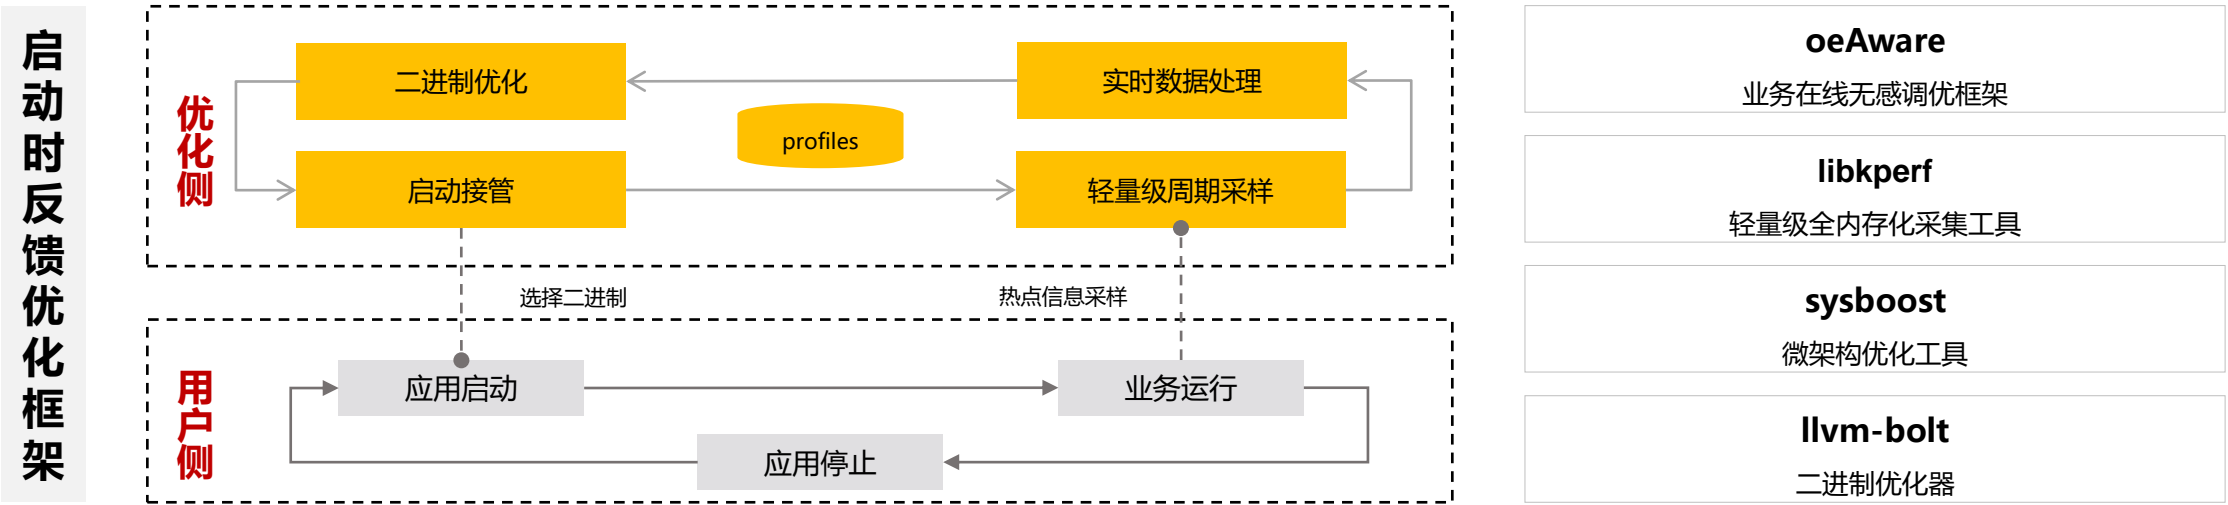 启动时反馈优化框架
优化侧
二进制优化
实时数据处理
profiles
启动接管
轻量级周期采样
选择二进制
热点信息采样
用户侧
应用启动
业务运行
应用停止
oeAware
业务在线无感调优框架
libkperf
轻量级全内存化采集工具
sysboost
微架构优化工具
llvm-bolt
二进制优化器